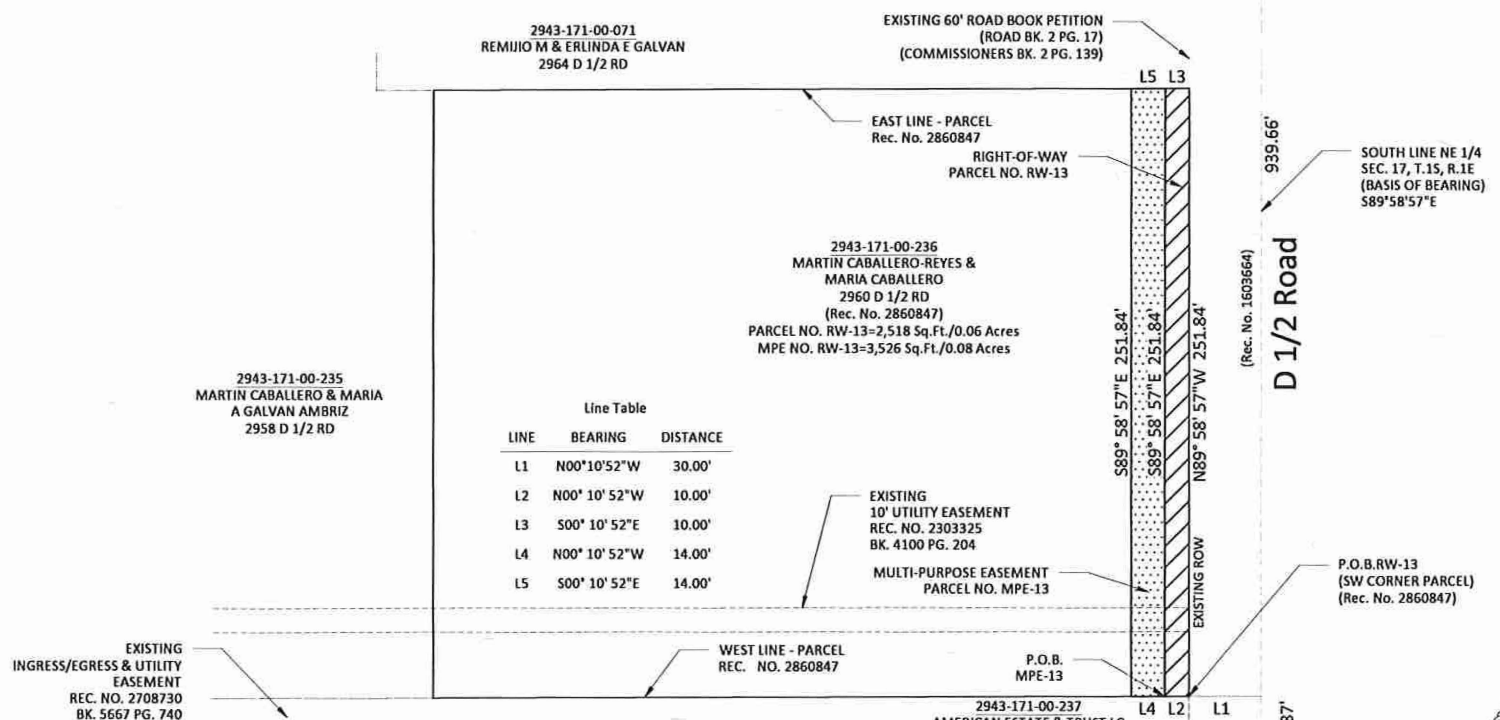 2943-171-00-071
REMIJIO M & ERLINDA E GALVAN
2964 D 1/2 RD
EXISTING 60' ROAD BOOK PETITION
(ROAD BK. 2 PG. 17)
(COMMISSIONERS BK. 2 PG. 139)
L5 L3
EAST LINE - PARCEL
Rec. No. 2860847
RIGHT-OF-WAY
PARCEL NO. RW-13
939.66'
SOUTH LINE NE 1/4
SEC. 17, T.1S, R.1E
(BASIS OF BEARING)
S89°58'57"E
2943-171-00-236
MARTIN CABALLERO-REYES &
MARIA CABALLERO
2960 D 1/2 RD
(Rec. No. 2860847)
PARCEL NO. RW-13=2,518 Sq.Ft./0.06 Acres
MPE NO. RW-13=3,526 Sq.Ft./0.08 Acres
S89° 58' 57"E 251.84'
S89° 58' 57"E 251.84'
N89° 58' 57"W 251.84'
(Rec. No. 1603664)
D 1/2 Road
2943-171-00-235
MARTIN CABALLERO & MARIA
A GALVAN AMBRIZ
2958 D 1/2 RD
Line Table
LINE BEARING DISTANCE
L1 N00°10'52"W 30.00'
L2 N00° 10' 52"W 10.00'
L3 S00° 10' 52"E 10.00'
L4 N00° 10' 52"W 14.00'
L5 S00° 10' 52"E 14.00'
EXISTING
10' UTILITY EASEMENT
REC. NO. 2303325
BK. 4100 PG. 204
MULTI-PURPOSE EASEMENT
PARCEL NO. MPE-13
EXISTING ROW
P.O.B.RW-13
(SW CORNER PARCEL)
(Rec. No. 2860847)
EXISTING
INGRESS/EGRESS & UTILITY
EASEMENT
REC. NO. 2708730
BK. 5667 PG. 740
WEST LINE - PARCEL
REC. NO. 2860847
P.O.B.
MPE-13
2943-171-00-237
AMERICAN ESTATE & TRUST LC
L4 L2 L1